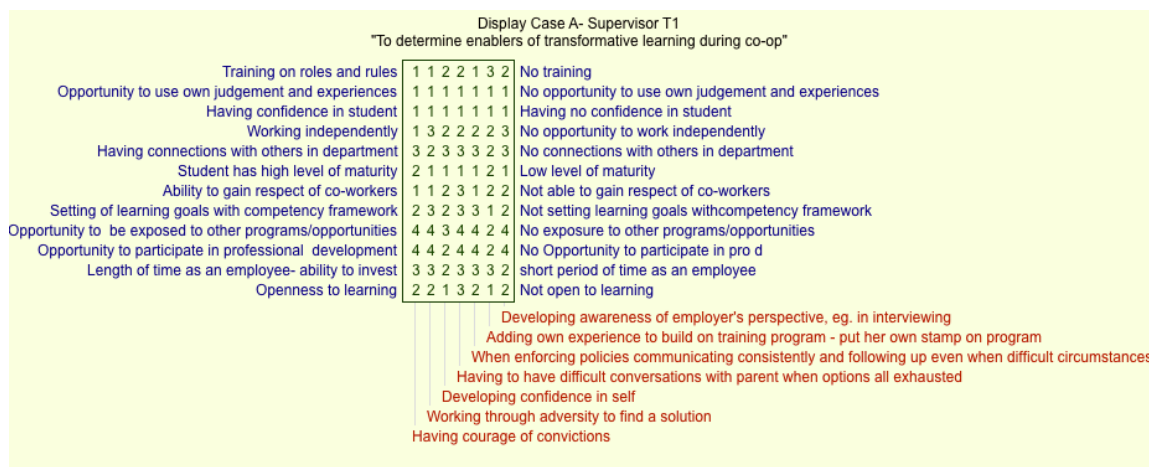 Display Case A- Supervisor T1
"To determine enablers of transformative learning during co-op"
Training on roles and rules 1 1 2 2 1 3 2 No training
Opportunity to use own judgement and experiences 1 1 1 1 1 1 1 No opportunity to use own judgement and experiences
Having confidence in student 1 1 1 1 1 1 1 Having no confidence in student
Working independently 1 3 2 2 2 2 3 No opportunity to work independently
Having connections with others in department 3 2 3 3 3 2 3 No connections with others in department
Student has high level of maturity 2 1 1 1 1 2 1 Low level of maturity
Ability to gain respect of co-workers 1 1 2 3 1 2 2 Not able to gain respect of co-workers
Setting of learning goals with competency framework 2 3 2 3 3 1 2 Not setting learning goals withcompetency framework
Opportunity to be exposed to other programs/opportunities 4 4 3 4 4 2 4 No exposure to other programs/opportunities
Opportunity to participate in professional development 4 4 2 4 4 2 4 No Opportunity to participate in pro d
Length of time as an employee- ability to invest 3 3 2 3 3 3 2 short period of time as an employee
Openness to learning 2 2 1 3 2 1 2 Not open to learning
Developing awareness of employer's perspective, eg. in interviewing
Adding own experience to build on training program - put her own stamp on program
When enforcing policies communicating consistently and following up even when difficult circumstances
Having to have difficult conversations with parent when options all exhausted
Developing confidence in self
Working through adversity to find a solution
Having courage of convictions